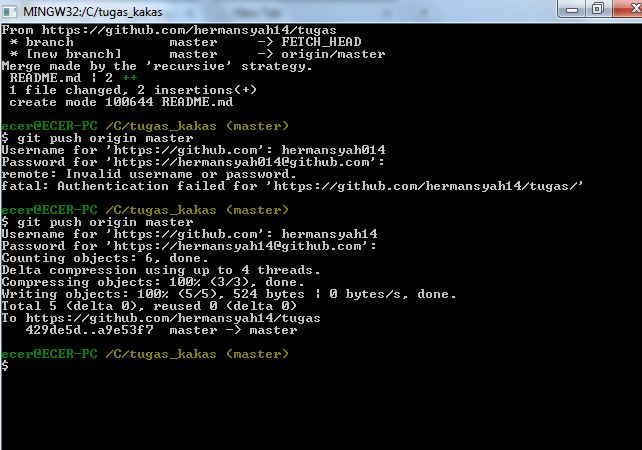 MINGW32:/C/tugas_kakas
From https://github.com/hermansyah14/tugas
 * branch            master     -> FETCH_HEAD
 * [new branch]      master     -> origin/master
Merge made by the 'recursive' strategy.
 README.md | 2 ++
 1 file changed, 2 insertions(+)
 create mode 100644 README.md
ecer@ECER-PC /C/tugas_kakas (master)
$ git push origin master
Username for 'https://github.com': hermansyah014
Password for 'https://hermansyah014@github.com':
remote: Invalid username or password.
fatal: Authentication failed for 'https://github.com/hermansyah14/tugas/'
ecer@ECER-PC /C/tugas_kakas (master)
$ git push origin master
Username for 'https://github.com': hermansyah14
Password for 'https://hermansyah14@github.com':
Counting objects: 6, done.
Delta compression using up to 4 threads.
Compressing objects: 100% (3/3), done.
Writing objects: 100% (5/5), 524 bytes | 0 bytes/s, done.
Total 5 (delta 0), reused 0 (delta 0)
To https://github.com/hermansyah14/tugas
   429de5d..a9e53f7  master -> master
ecer@ECER-PC /C/tugas_kakas (master)
$